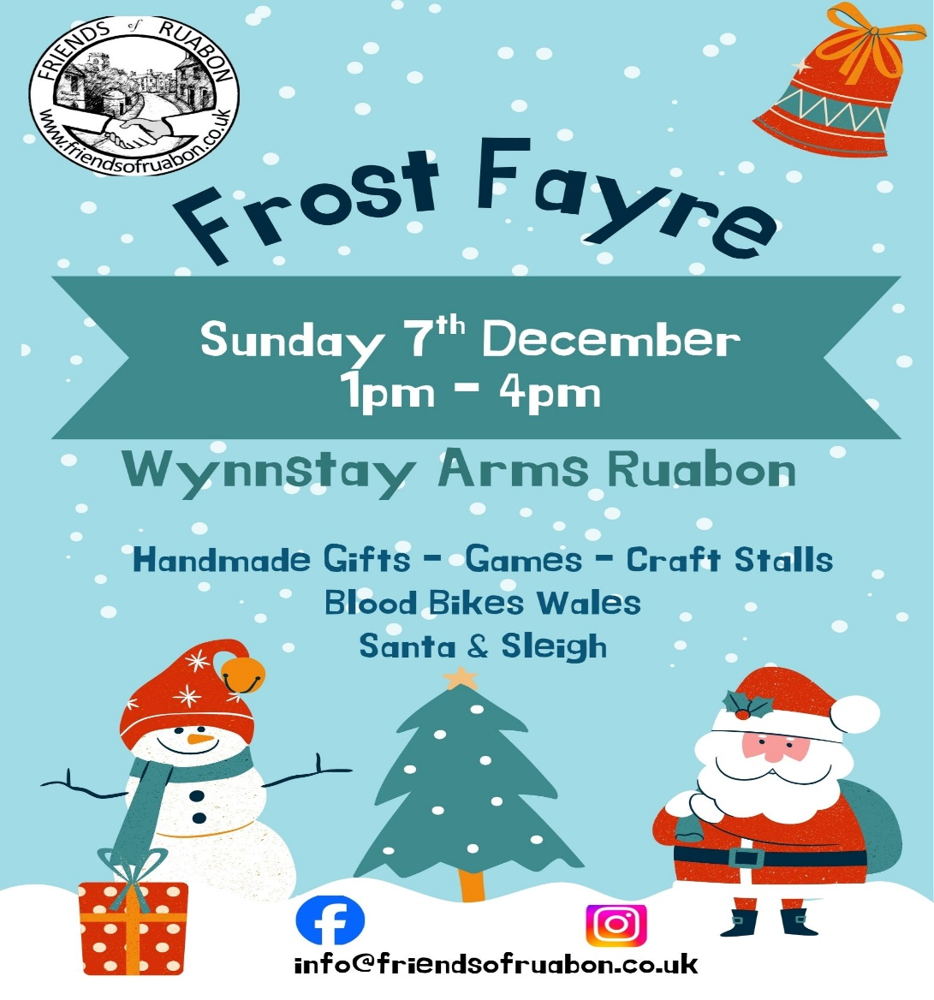 FRIENDS of RUABON
www.friendsofruabon.co.uk
Frost Fayre
Sunday 7th December
1pm - 4pm
Wynnstay Arms Ruabon
Handmade Gifts - Games - Craft Stalls
Blood Bikes Wales
Santa & Sleigh
info@friendsofruabon.co.uk